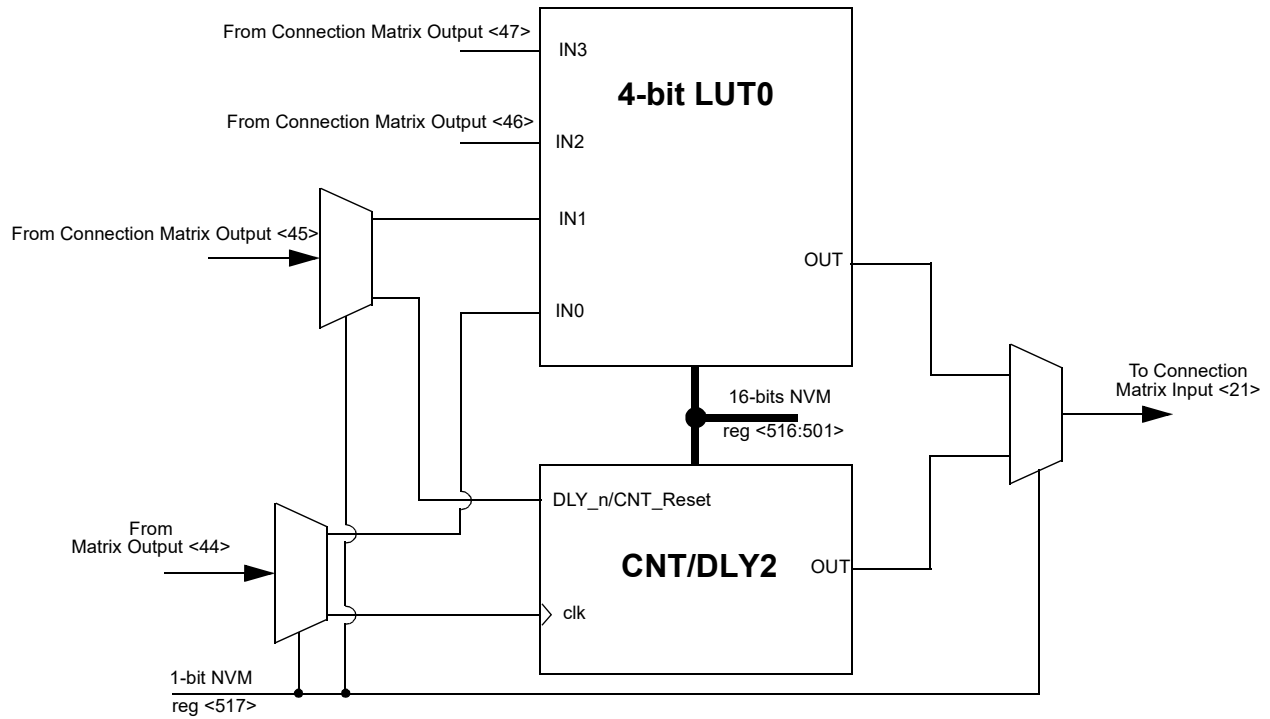 From Connection Matrix Output <47>
IN3
4-bit LUT0
From Connection Matrix Output <46>
IN2
From Connection Matrix Output <45>
IN1
OUT
IN0
To Connection
Matrix Input <21>
16-bits NVM
reg <516:501>
DLY_n/CNT_Reset
From
Matrix Output <44>
CNT/DLY2
OUT
clk
1-bit NVM
reg <517>